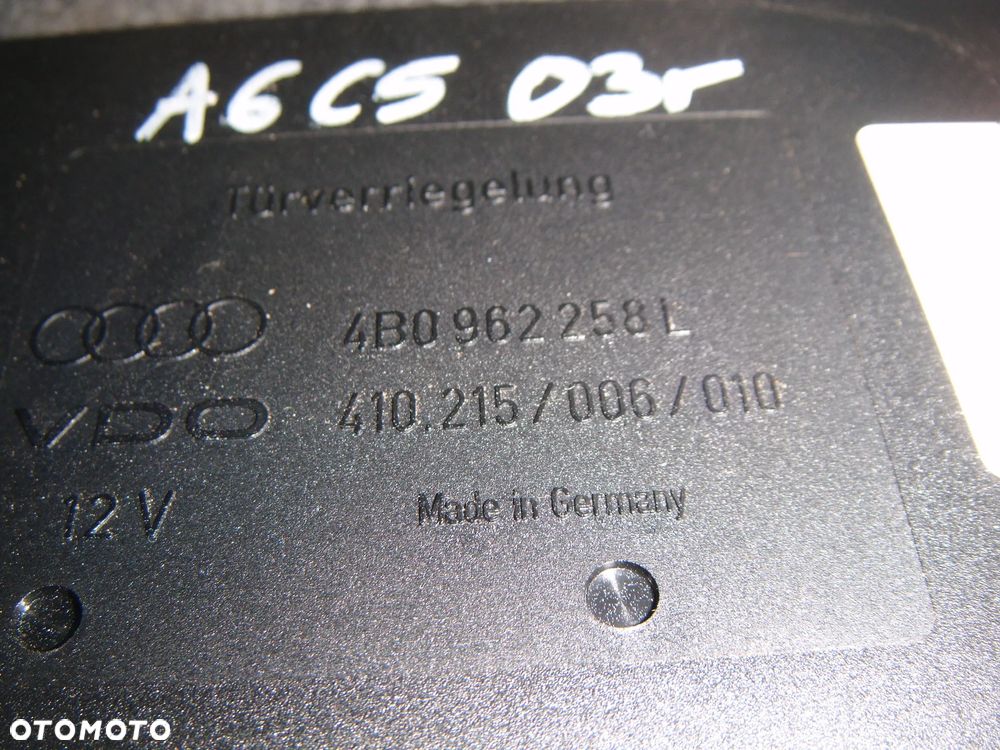 A6 C5 03r
Türverriegelung
4B0 962 258 L
VDO 410.215/006/010
12 V Made in Germany
OTOMOTO